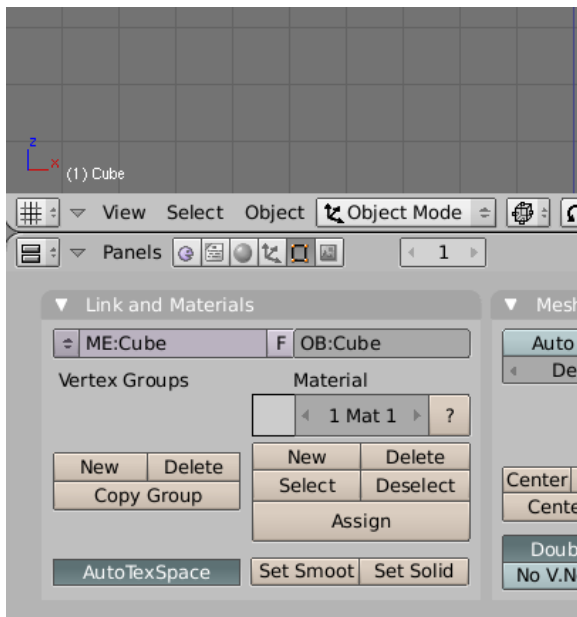 z
x
(1) Cube
View Select Object Object Mode
Panels 1
Link and Materials Mesh
ME:Cube F OB:Cube Auto
Vertex Groups Material De
1 Mat 1 ?
New Delete New Delete
Select Deselect Center
Copy Group Cente
Assign
Doub
AutoTexSpace Set Smoot Set Solid No V.N